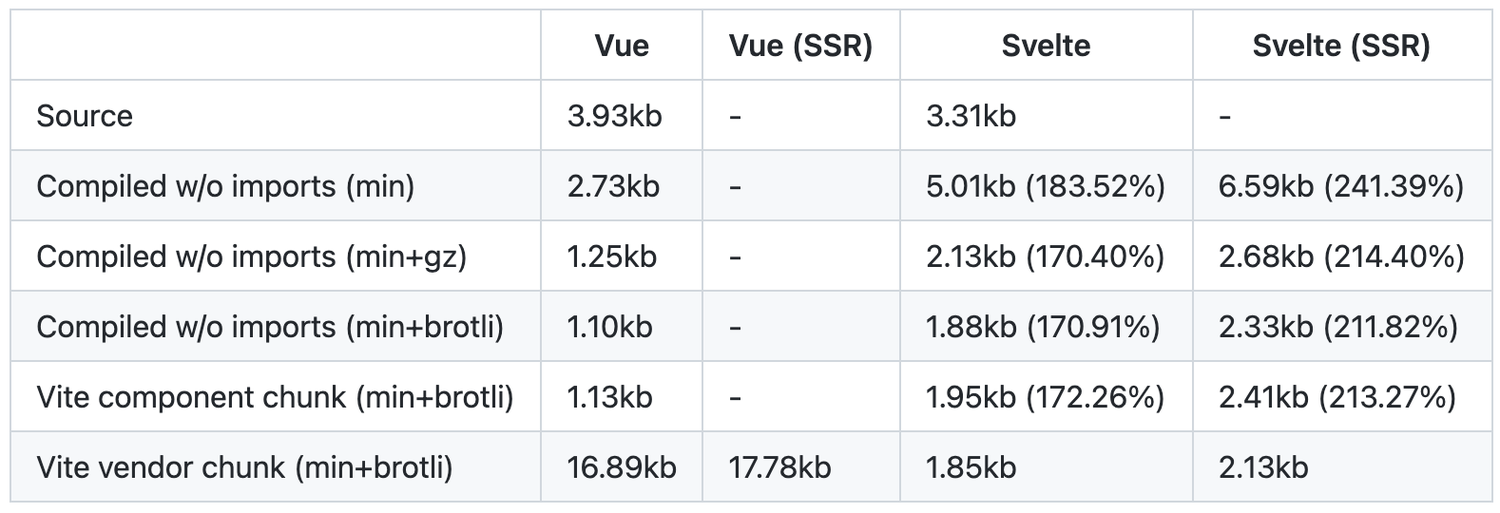 Vue Vue (SSR) Svelte Svelte (SSR)
Source 3.93kb - 3.31kb -
Compiled w/o imports (min) 2.73kb - 5.01kb (183.52%) 6.59kb (241.39%)
Compiled w/o imports (min+gz) 1.25kb - 2.13kb (170.40%) 2.68kb (214.40%)
Compiled w/o imports (min+brotli) 1.10kb - 1.88kb (170.91%) 2.33kb (211.82%)
Vite component chunk (min+brotli) 1.13kb - 1.95kb (172.26%) 2.41kb (213.27%)
Vite vendor chunk (min+brotli) 16.89kb 17.78kb 1.85kb 2.13kb